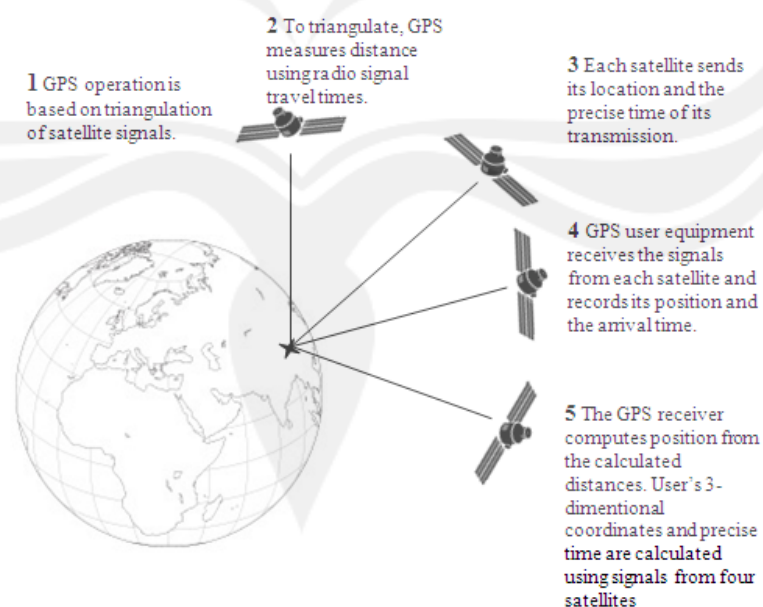 1 GPS operation is
based on triangulation
of satellite signals.
2 To triangulate, GPS
measures distance
using radio signal
travel times.
3 Each satellite sends
its location and the
precise time of its
transmission.
4 GPS user equipment
receives the signals
from each satellite and
records its position and
the arrival time.
5 The GPS receiver
computes position from
the calculated
distances. User's 3-
dimentional
coordinates and precise
time are calculated
using signals from four
satellites